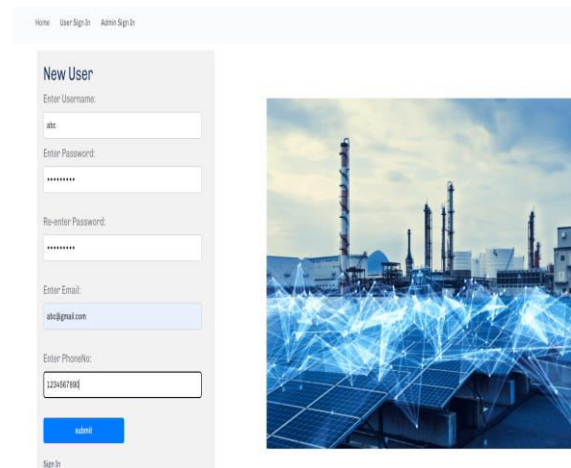 Home User Sign In Admin Sign In
New User
Enter Username:
abc
Enter Password:
•••••••••
Re-enter Password:
•••••••••
Enter Email:
abc@gmail.com
Enter PhoneNo:
1234567890
submit
Sign In